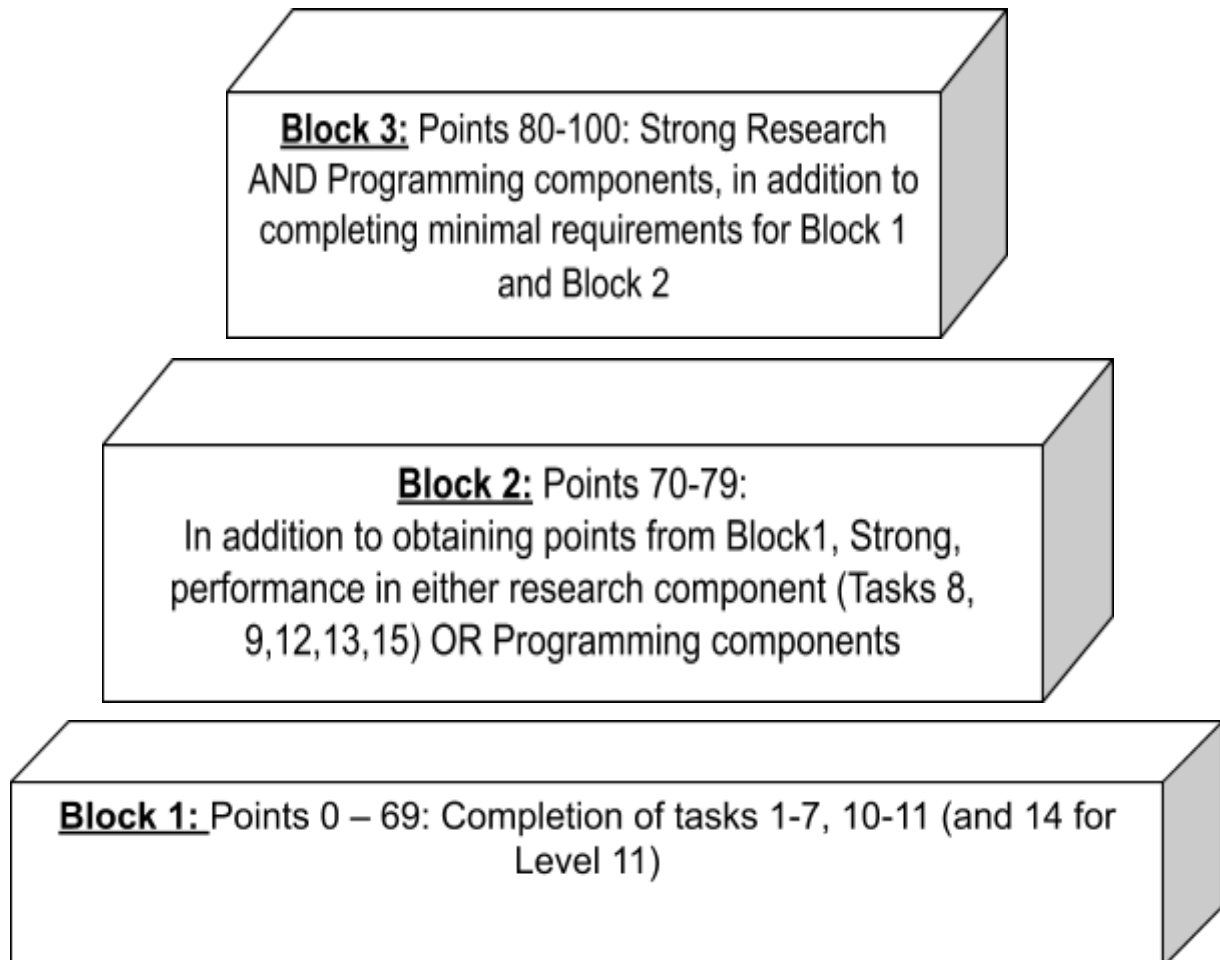 Block 3: Points 80-100: Strong Research
AND Programming components, in addition to
completing minimal requirements for Block 1
and Block 2
Block 2: Points 70-79:
In addition to obtaining points from Block1, Strong,
performance in either research component (Tasks 8,
9,12,13,15) OR Programming components
Block 1: Points 0 – 69: Completion of tasks 1-7, 10-11 (and 14 for
Level 11)